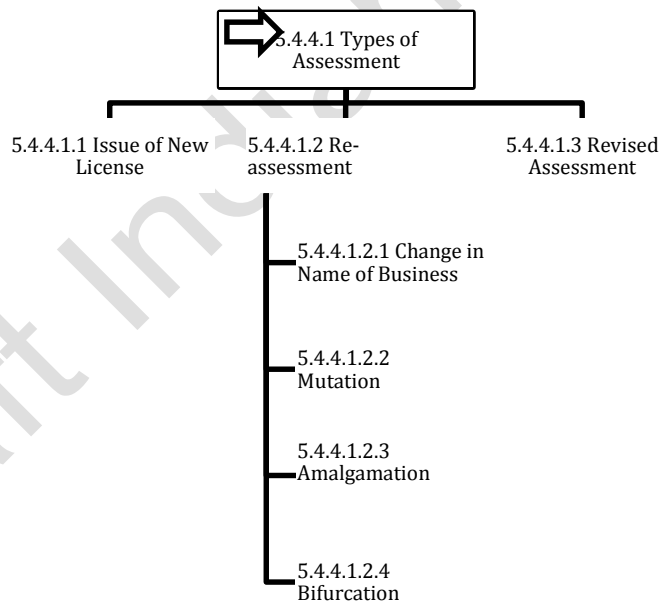 5.4.4.1 Types of
Assessment
5.4.4.1.1 Issue of New
License
5.4.4.1.2 Re-
assessment
5.4.4.1.3 Revised
Assessment
5.4.4.1.2.1 Change in
Name of Business
5.4.4.1.2.2
Mutation
5.4.4.1.2.3
Amalgamation
5.4.4.1.2.4
Bifurcation